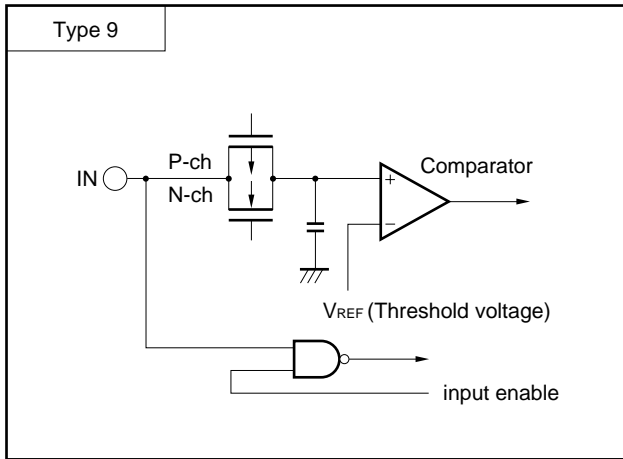 Type 9
P-ch
IN
N-ch
Comparator
+
−
VREF (Threshold voltage)
input enable